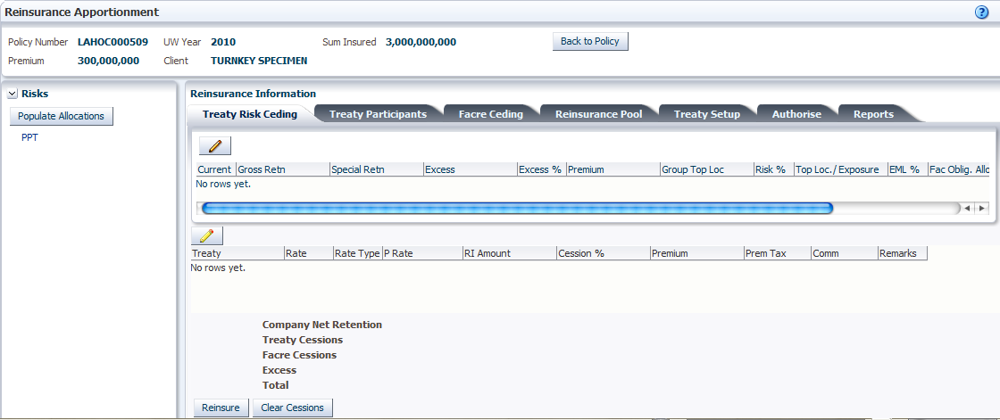 Reinsurance Apportionment
?
Policy Number LAHOC000509 UW Year 2010 Sum Insured 3,000,000,000 Back to Policy
Premium 300,000,000 Client TURNKEY SPECIMEN
Risks
Populate Allocations
PPT
Reinsurance Information
Treaty Risk Ceding Treaty Participants Facre Ceding Reinsurance Pool Treaty Setup Authorise Reports
Current Gross Retn Special Retn Excess Excess % Premium Group Top Loc Risk % Top Loc./ Exposure EML % Fac Oblig. Allo
No rows yet.
Treaty Rate Rate Type P Rate RI Amount Cession % Premium Prem Tax Comm Remarks
No rows yet.
Company Net Retention
Treaty Cessions
Facre Cessions
Excess
Total
Reinsure Clear Cessions